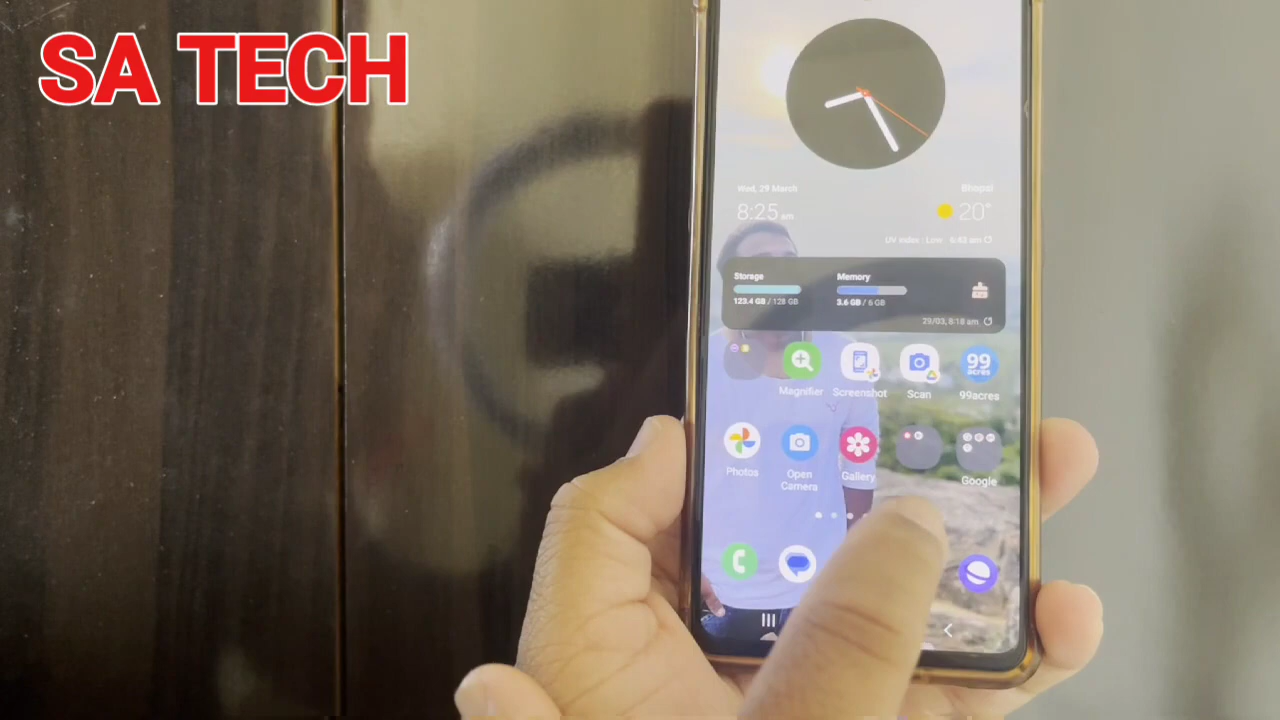 SA TECH
Wed, 29 March
Bhopal
8:25 am
20°
UV index : Low 6:42 am
Storage
Memory
123.4 GB / 128 GB
3.6 GB / 6 GB
29/03, 8:18 am
99 acres
Magnifier
Screenshot
Scan
99acres
Photos
Open Camera
Gallery
Google